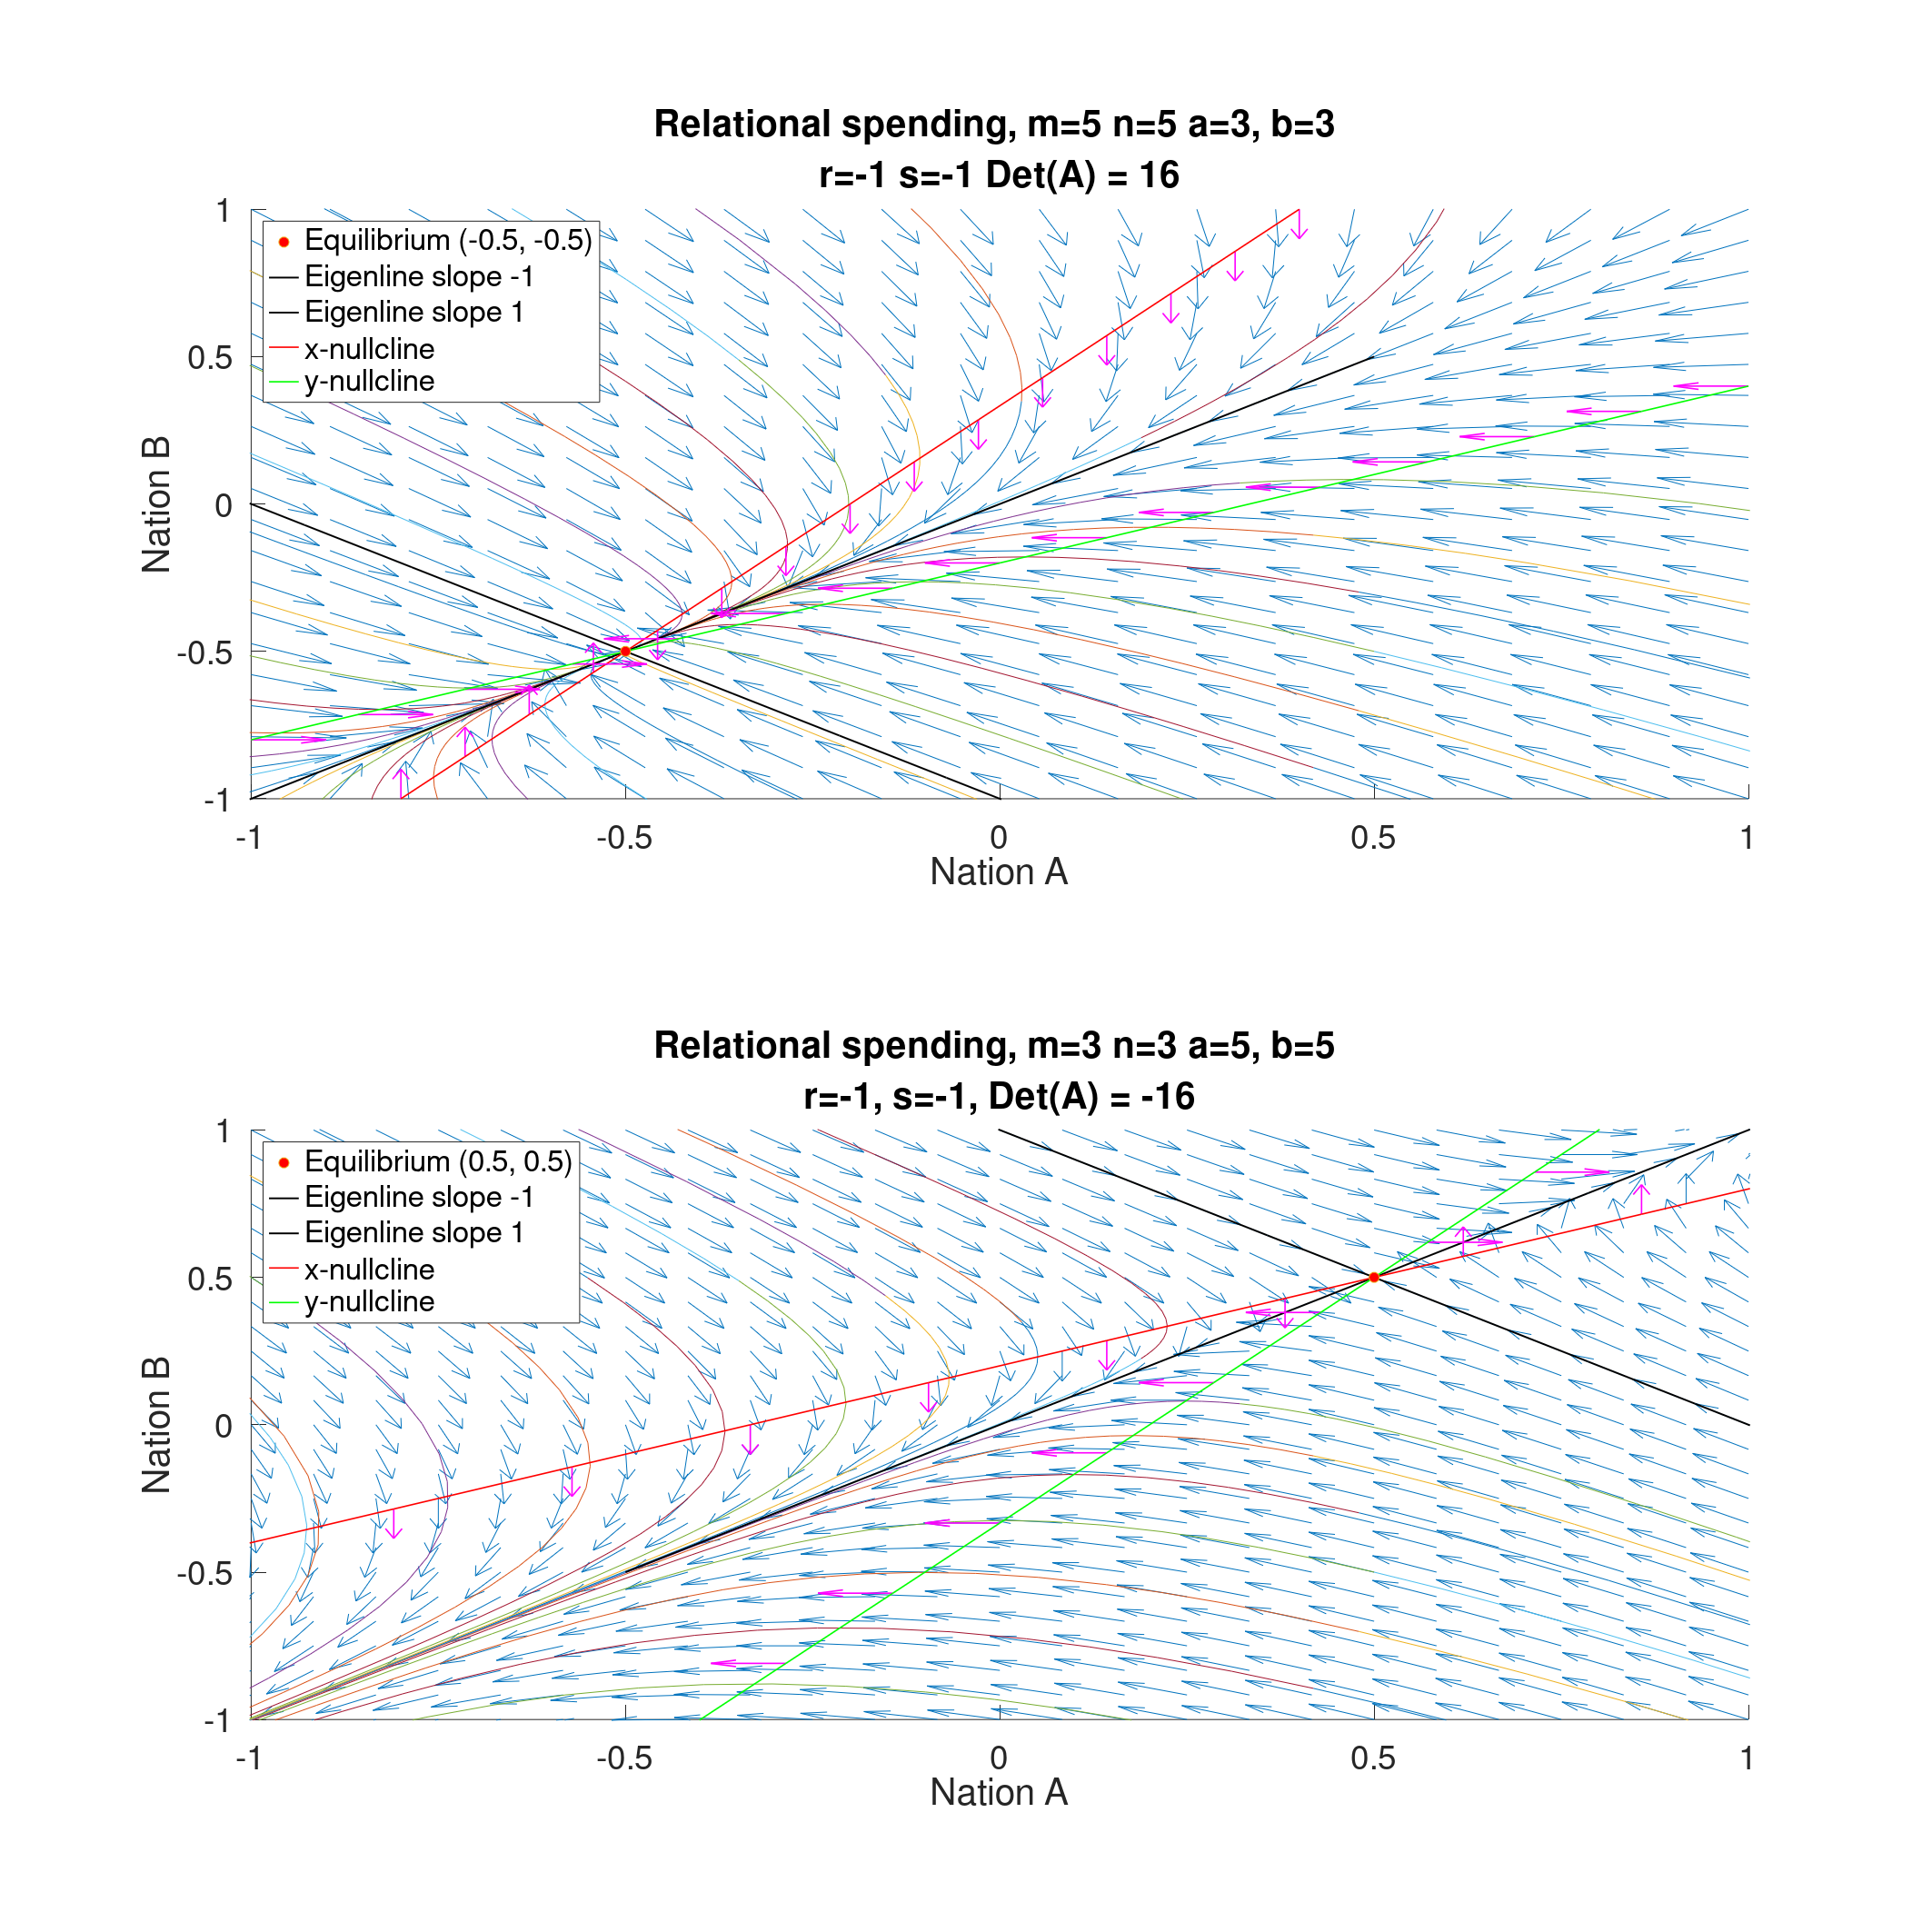 Relational spending, m=5 n=5 a=3, b=3
r=-1 s=-1 Det(A) = 16
Equilibrium (-0.5, -0.5)
Eigenline slope -1
Eigenline slope 1
x-nullcline
y-nullcline
1
0.5
0
-0.5
-1
Nation B
-1
-0.5
0
0.5
1
Nation A
Relational spending, m=3 n=3 a=5, b=5
r=-1, s=-1, Det(A) = -16
Equilibrium (0.5, 0.5)
Eigenline slope -1
Eigenline slope 1
x-nullcline
y-nullcline
1
0.5
0
-0.5
-1
Nation B
-1
-0.5
0
0.5
1
Nation A